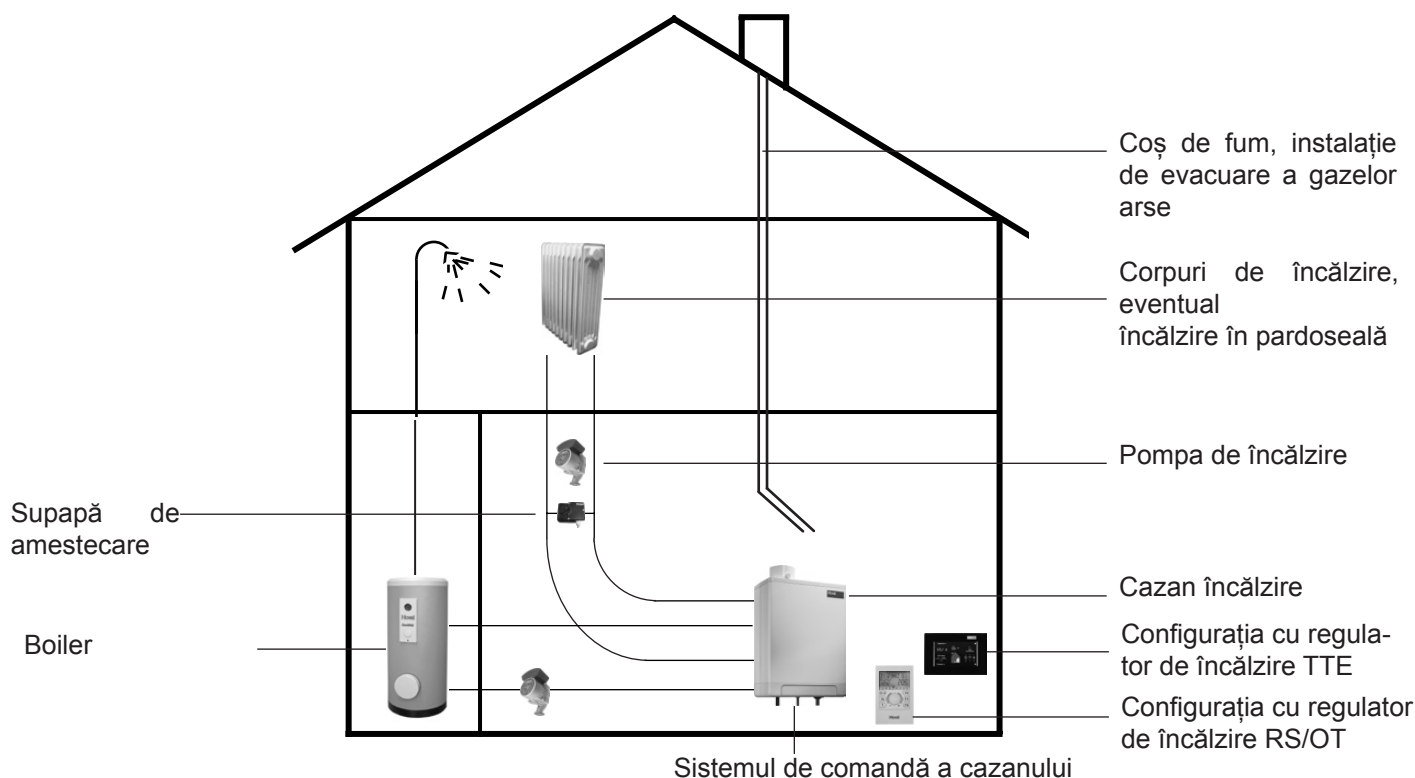 Coș de fum, instalație
de evacuare a gazelor
arse
Corpuri de încălzire,
eventual
încălzire în pardoseală
Pompa de încălzire
Supapă de
amestecare
Cazan încălzire
Boiler
Configurația cu regula-
tor de încălzire TTE
Configurația cu regulator
de încălzire RS/OT
Sistemul de comandă a cazanului